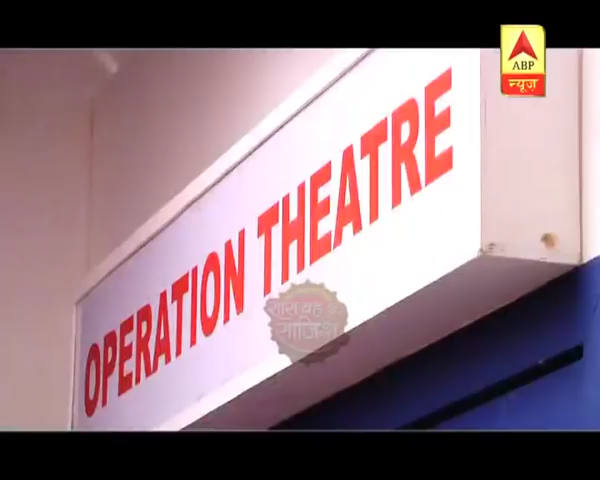 ABP
न्यूज़
OPERATION THEATRE
सास बहू और
साजिश